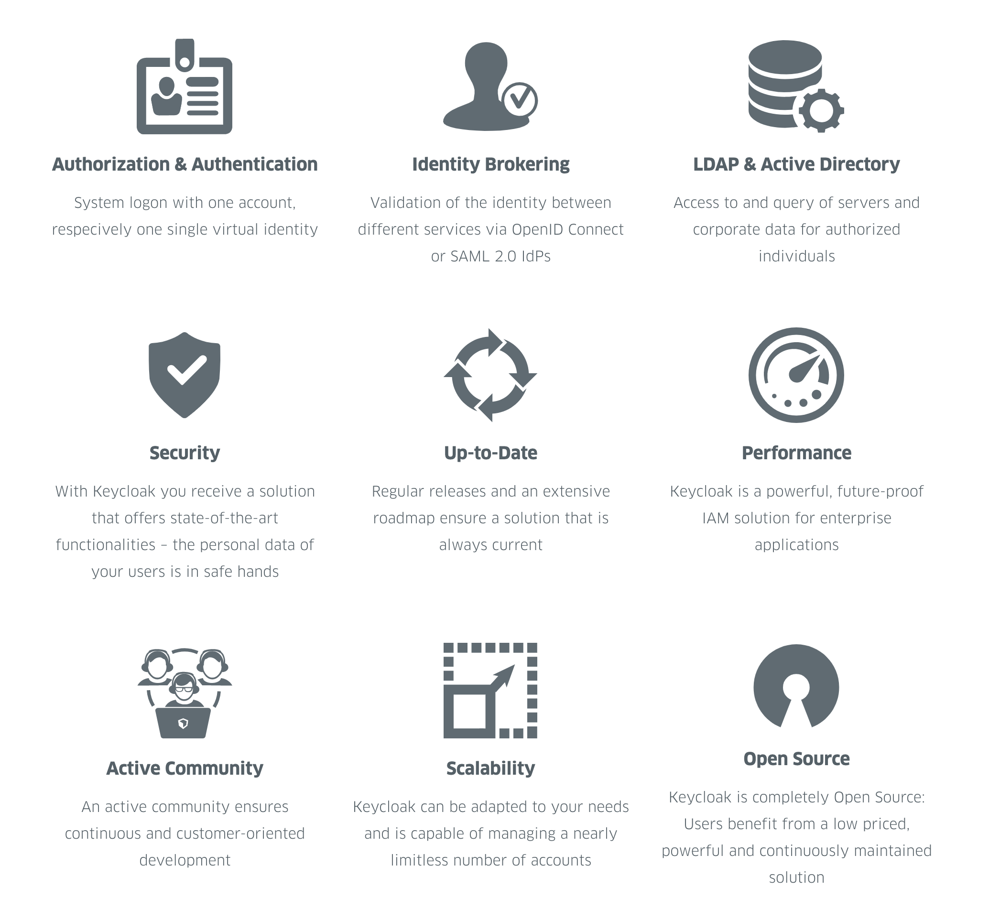 Authorization & Authentication
System logon with one account,
respecively one single virtual identity
Identity Brokering
Validation of the identity between
different services via OpenID Connect
or SAML 2.0 IdPs
LDAP & Active Directory
Access to and query of servers and
corporate data for authorized
individuals
Security
With Keycloak you receive a solution
that offers state-of-the-art
functionalities – the personal data of
your users is in safe hands
Up-to-Date
Regular releases and an extensive
roadmap ensure a solution that is
always current
Performance
Keycloak is a powerful, future-proof
IAM solution for enterprise
applications
Active Community
An active community ensures
continuous and customer-oriented
development
Scalability
Keycloak can be adapted to your needs
and is capable of managing a nearly
limitless number of accounts
Open Source
Keycloak is completely Open Source:
Users benefit from a low priced,
powerful and continuously maintained
solution